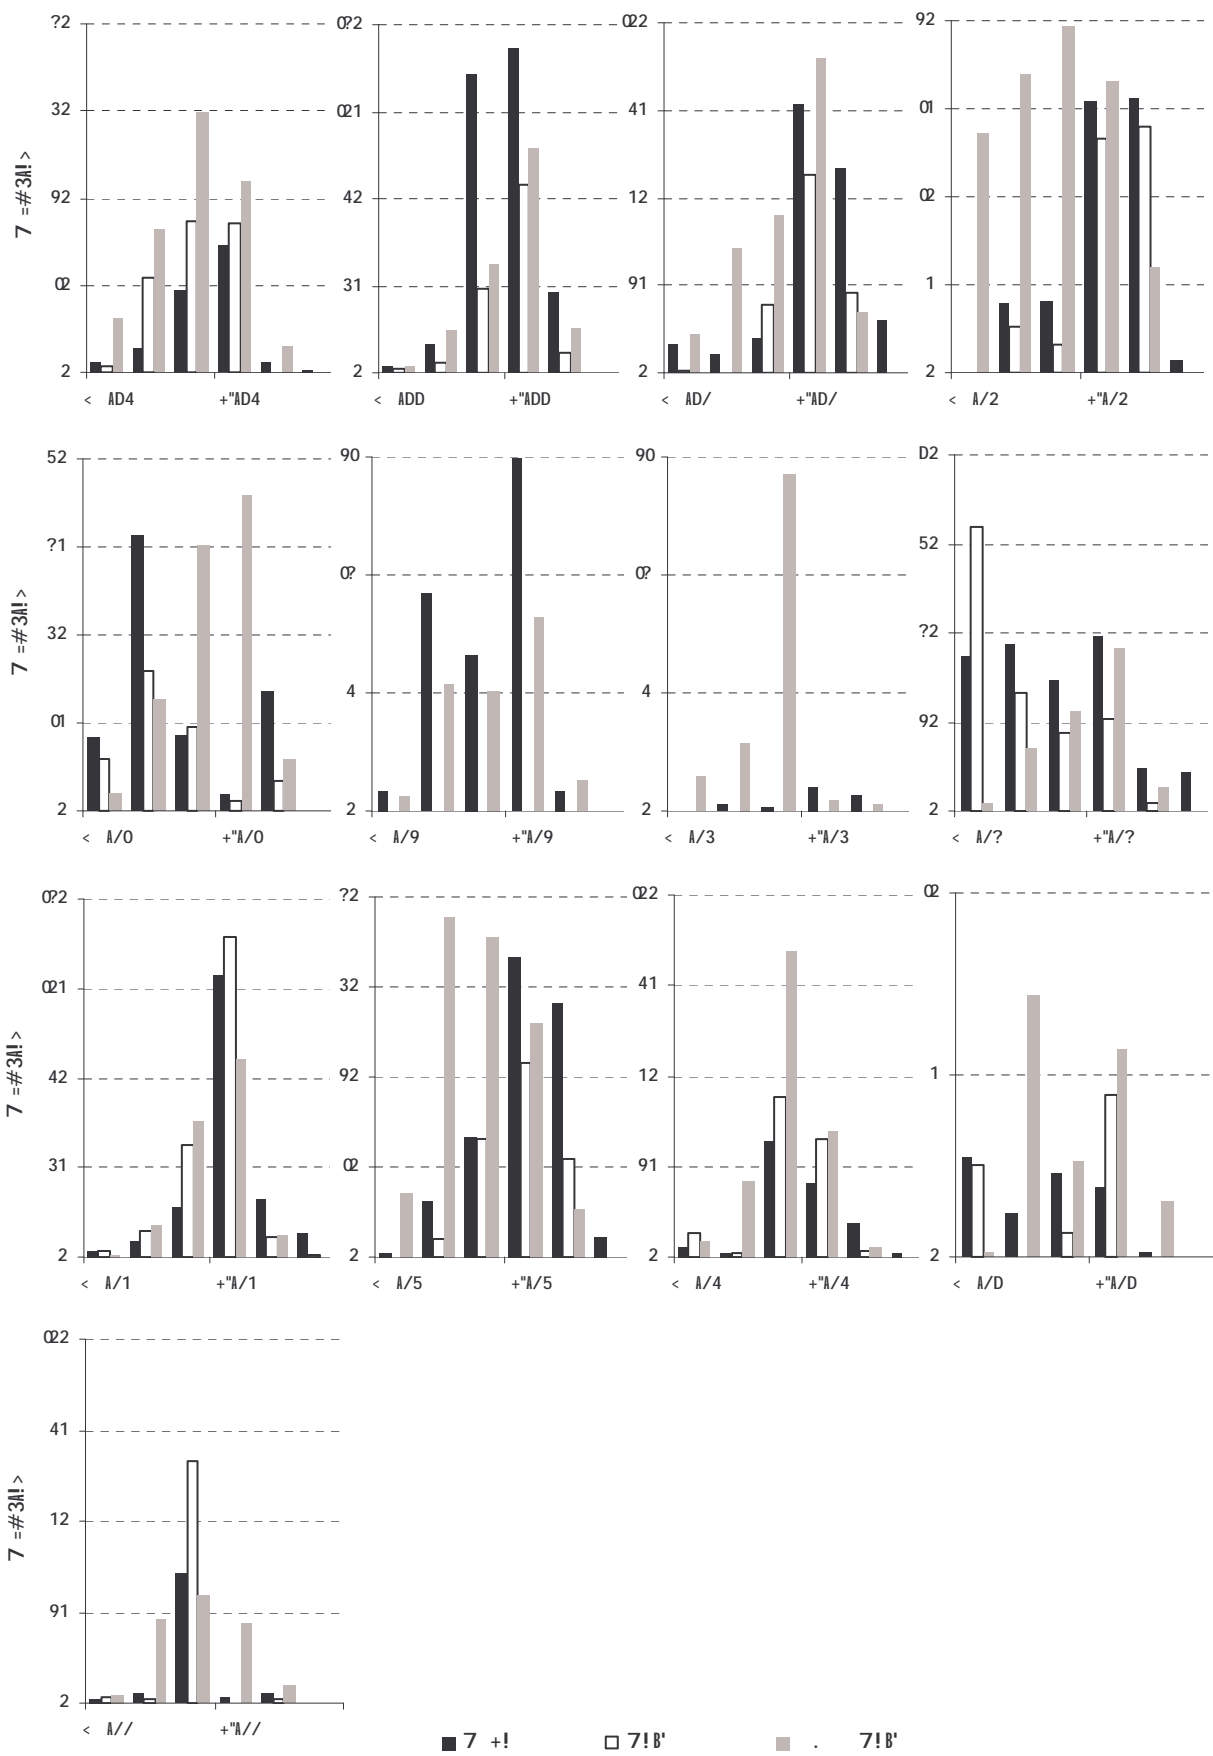 ?2 0?2 022 92
32 021 41 01
7 =#3A! >
92 42 12 02
02 31 91 1
2 2 2 2
< AD4 +"AD4 < ADD +"ADD < AD/ +"AD/ < A/2 +"A/2
52 90 90 D2
?1 0? 0? 52
7 =#3A! >
32 4 4 ?2
01 92
2 2 2 2
< A/0 +"A/0 < A/9 +"A/9 < A/3 +"A/3 < A/? +"A/?
0?2 ?2 022 02
021 32 41
7 =#3A! >
42 92 12 1
31 02 91
2 2 2 2
< A/1 +"A/1 < A/5 +"A/5 < A/4 +"A/4 < A/D +"A/D
022
41
7 =#3A! >
12
91
2
< A// +"A//
7 +! 7!B' . 7!B'